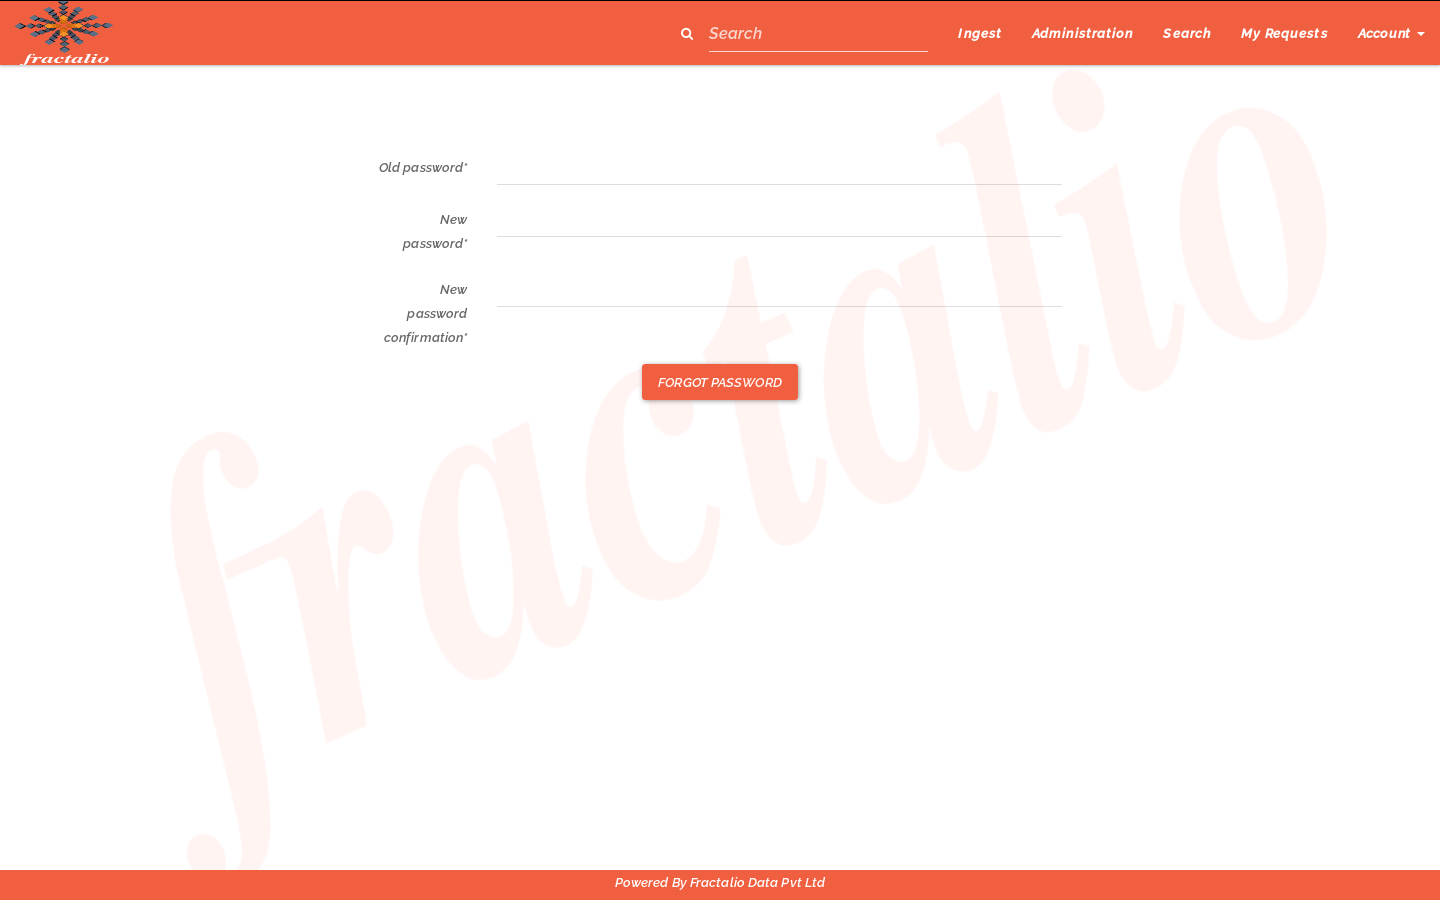 fractalio
Search
Ingest
Administration
Search
My Requests
Account
Old password*
New
password*
New
password
confirmation*
FORGOT PASSWORD
fractalio
Powered By Fractalio Data Pvt Ltd